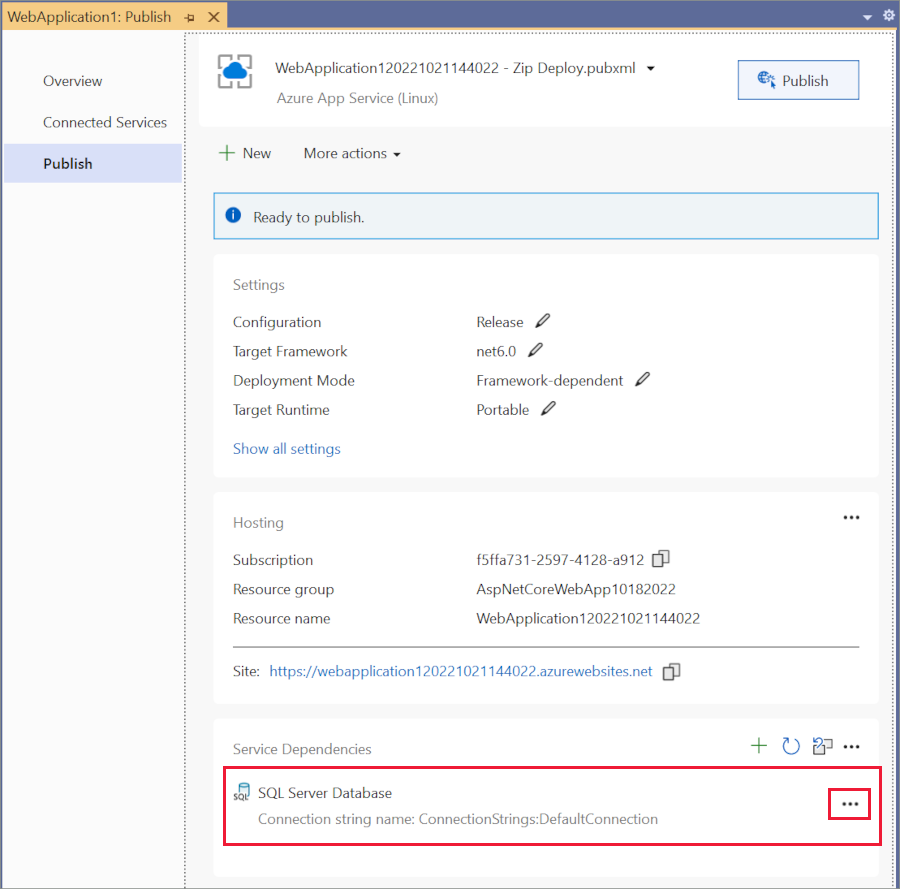 WebApplication1: Publish
Overview
Connected Services
Publish
WebApplication120221021144022 - Zip Deploy.pubxml
Azure App Service (Linux)
Publish
New
More actions
Ready to publish.
Settings
Configuration Release
Target Framework net6.0
Deployment Mode Framework-dependent
Target Runtime Portable
Show all settings
Hosting
Subscription f5ffa731-2597-4128-a912
Resource group AspNetCoreWebApp10182022
Resource name WebApplication120221021144022
Site: https://webapplication120221021144022.azurewebsites.net
Service Dependencies
SQL SQL Server Database
Connection string name: ConnectionStrings:DefaultConnection